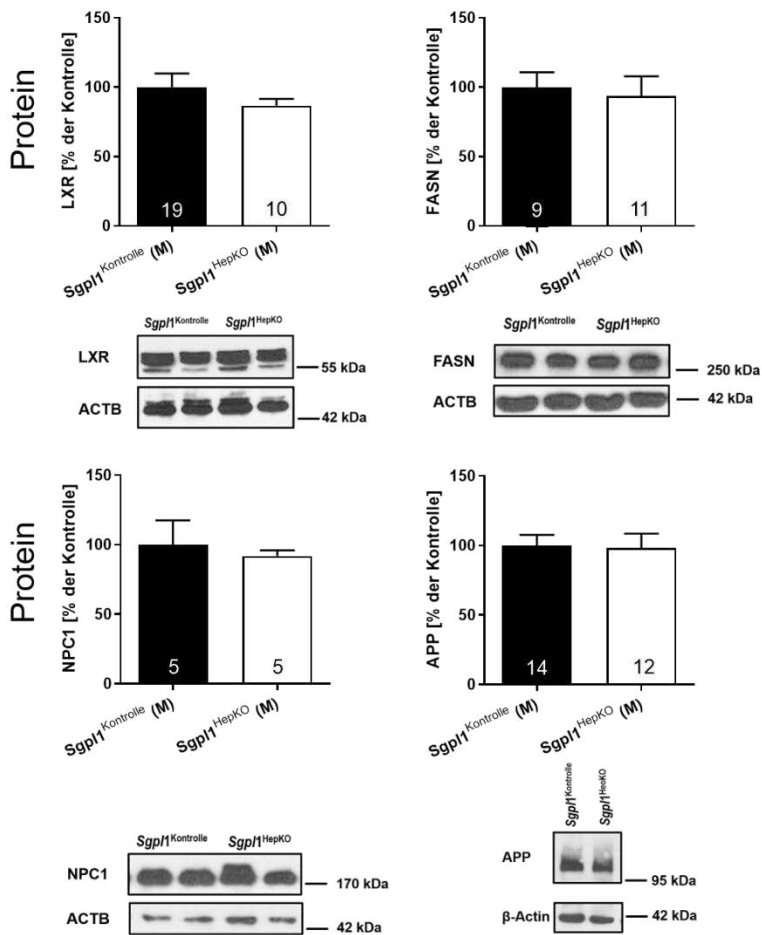 Protein
LXR [% der Kontrolle]
150
100
50
0
19
10
Sgpl1Kontrolle (M)
Sgpl1HepKO (M)
FASN [% der Kontrolle]
150
100
50
0
9
11
Sgpl1Kontrolle (M)
Sgpl1HepKO (M)
Sgpl1Kontrolle Sgpl1HepKO
LXR
55 kDa
ACTB
42 kDa
Sgpl1Kontrolle Sgpl1HepKO
FASN
250 kDa
ACTB
42 kDa
Protein
NPC1 [% der Kontrolle]
150
100
50
0
5
5
Sgpl1Kontrolle (M)
Sgpl1HepKO (M)
APP [% der Kontrolle]
150
100
50
0
14
12
Sgpl1Kontrolle (M)
Sgpl1HepKO (M)
Sgpl1Kontrolle Sgpl1HepKO
NPC1
170 kDa
ACTB
42 kDa
Sgpl1Kontrolle
Sgpl1HepKO
APP
95 kDa
β-Actin
42 kDa